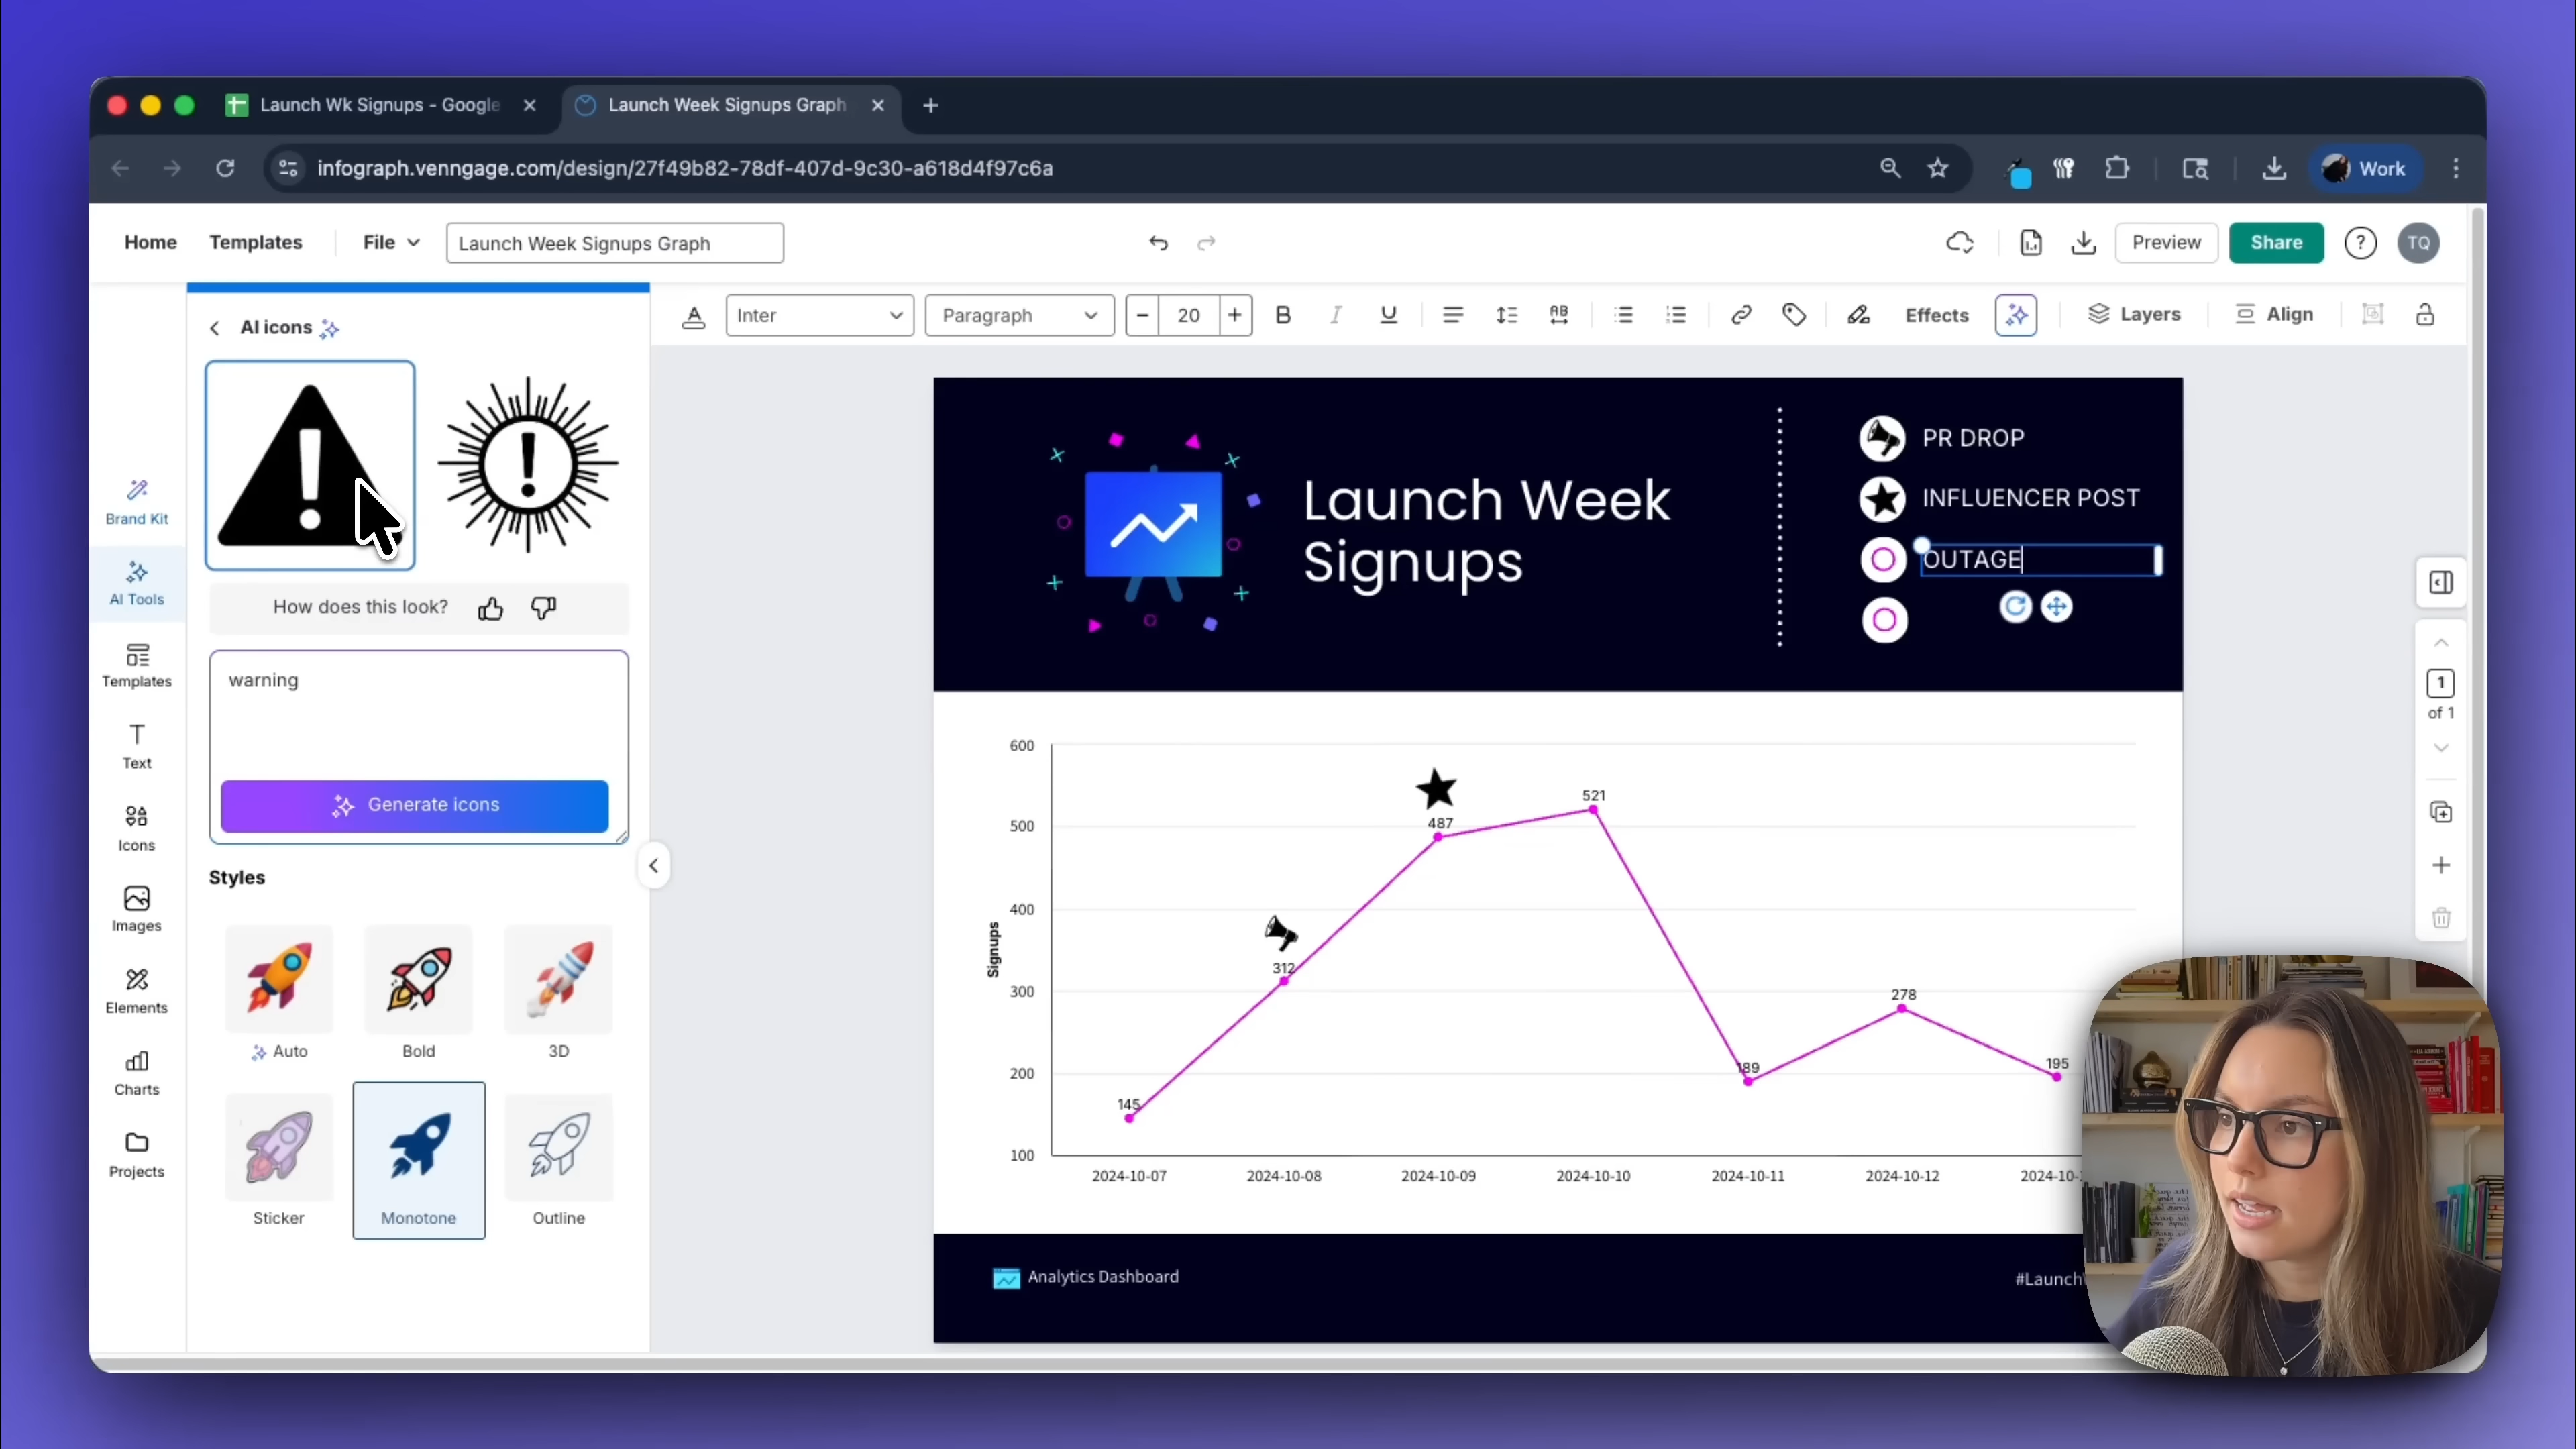 Launch Wk Signups - Google
Launch Week Signups Graph
infograph.venngage.com/design/27f49b82-78df-407d-9c30-a618d4f97c6a
Work
Home
Templates
File
Launch Week Signups Graph
Preview
Share
?
TQ
AI icons
Inter
Paragraph
20
B
I
U
Effects
Layers
Align
Brand Kit
AI Tools
Templates
Text
Icons
Images
Elements
Charts
Projects
How does this look?
warning
Generate icons
Styles
Auto
Bold
3D
Sticker
Monotone
Outline
Launch Week
Signups
PR DROP
INFLUENCER POST
OUTAGE
1
of 1
Signups
600
500
400
300
200
100
145
312
487
521
189
278
195
2024-10-07
2024-10-08
2024-10-09
2024-10-10
2024-10-11
2024-10-12
2024-10-
Analytics Dashboard
#Launch